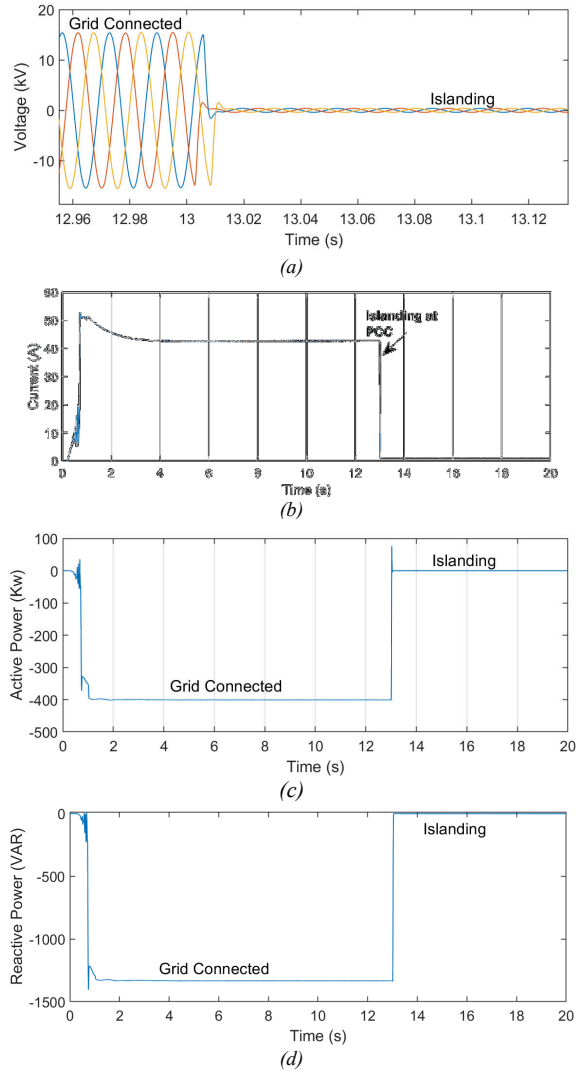 Grid Connected
20
10
0
-10
Voltage (kV)
Islanding
12.96 12.98 13 13.02 13.04 13.06 13.08 13.1 13.12
Time (s)
(a)
60
50
40
30
20
10
0
Current (A)
Islanding at
PCC
0 2 4 6 8 10 12 14 16 18 20
Time (s)
(b)
100
0
-100
-200
-300
-400
-500
Active Power (Kw)
Islanding
Grid Connected
0 2 4 6 8 10 12 14 16 18 20
Time (s)
(c)
0
-500
-1000
-1500
Reactive Power (VAR)
Islanding
Grid Connected
0 2 4 6 8 10 12 14 16 18 20
Time (s)
(d)